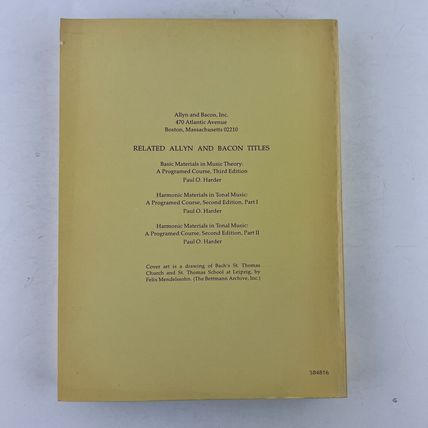 Allyn and Bacon, Inc.
470 Atlantic Avenue
Boston, Massachusetts 02210
RELATED ALLYN AND BACON TITLES
Basic Materials in Music Theory:
A Programed Course, Third Edition
Paul O. Harder
Harmonic Materials in Tonal Music:
A Programed Course, Second Edition, Part I
Paul O. Harder
Harmonic Materials in Tonal Music:
A Programed Course, Second Edition, Part II
Paul O. Harder
Cover art is a drawing of Bach's St. Thomas
Church and St. Thomas School at Leipzig, by
Felix Mendelssohn. (The Bettmann Archive, Inc.)
584816